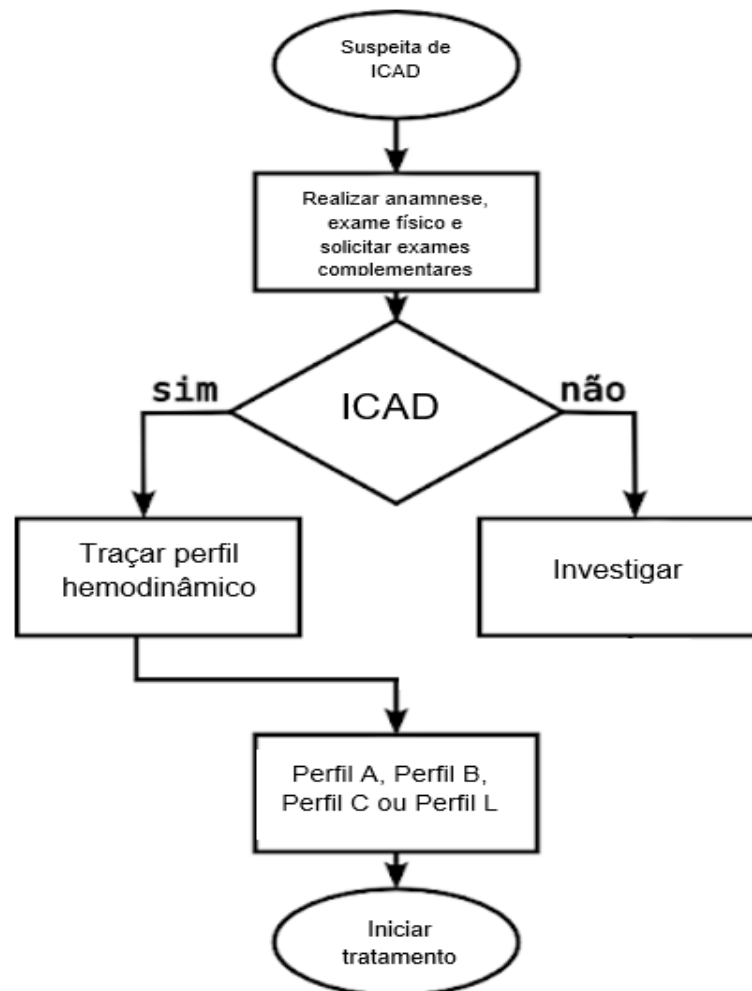 Suspeita de
ICAD
Realizar anamnese,
exame físico e
solicitar exames
complementares
sim
ICAD
não
Traçar perfil
hemodinâmico
Investigar
Perfil A, Perfil B,
Perfil C ou Perfil L
Iniciar
tratamento